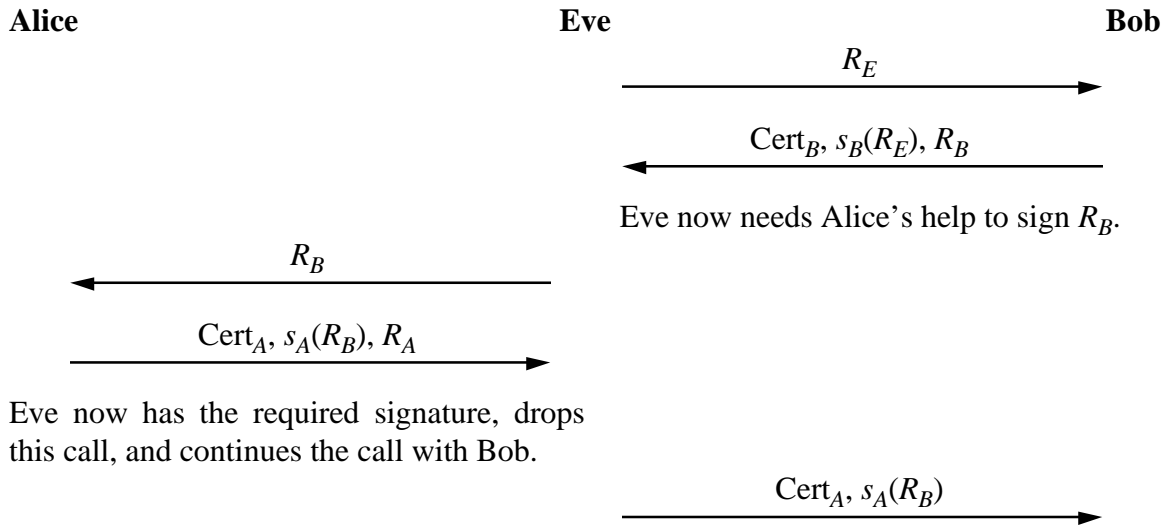 Alice Eve Bob
R_E
Cert_B, s_B(R_E), R_B
Eve now needs Alice’s help to sign R_B.
R_B
Cert_A, s_A(R_B), R_A
Eve now has the required signature, drops
this call, and continues the call with Bob.
Cert_A, s_A(R_B)